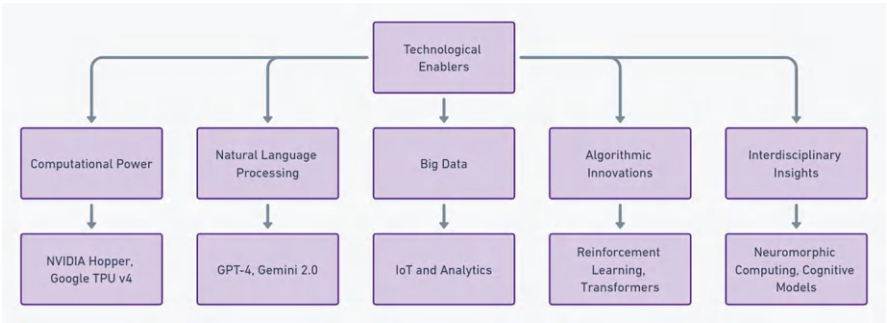 Technological
Enablers
Computational Power
Natural Language
Processing
Big Data
Algorithmic
Innovations
Interdisciplinary
Insights
NVIDIA Hopper,
Google TPU v4
GPT-4, Gemini 2.0
IoT and Analytics
Reinforcement
Learning,
Transformers
Neuromorphic
Computing, Cognitive
Models